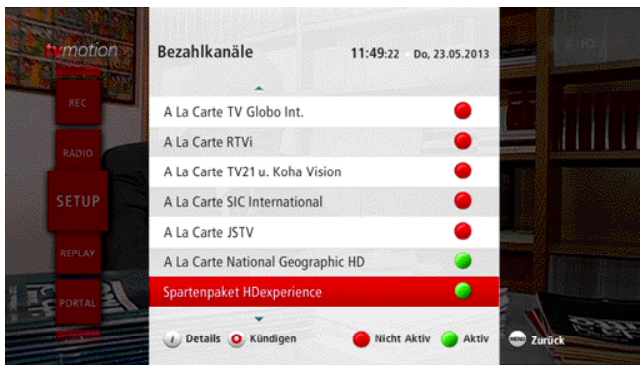 tvmotion
Bezahlkanäle 11:49:22 Do, 23.05.2013
HD
REC
RADIO
SETUP
REPLAY
PORTAL
A La Carte TV Globo Int.
A La Carte RTVi
A La Carte TV21 u. Koha Vision
A La Carte SIC International
A La Carte JSTV
A La Carte National Geographic HD
Spartenpaket HDexperience
i Details Kündigen Nicht Aktiv Aktiv MENU Zurück